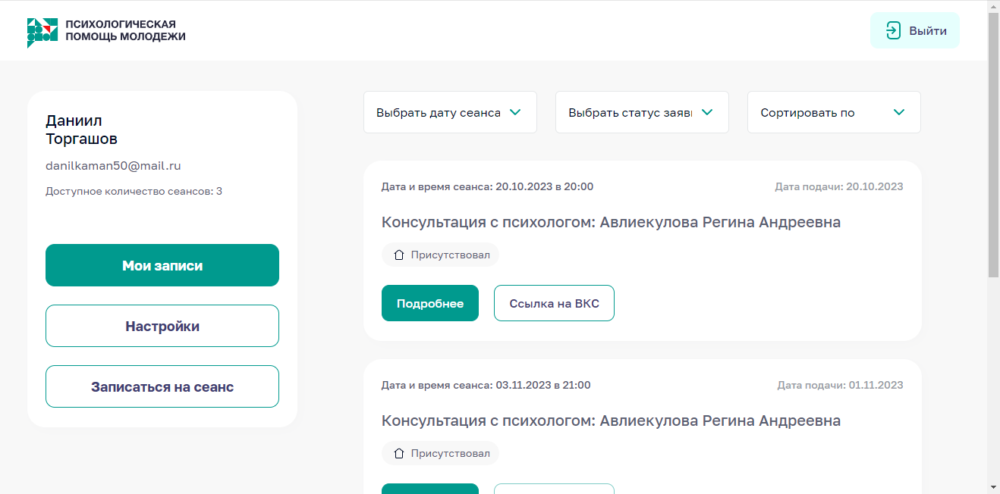 ПСИХОЛОГИЧЕСКАЯ
ПОМОЩЬ МОЛОДЕЖИ
Выйти
Даниил
Торгашов
danilkaman50@mail.ru
Доступное количество сеансов: 3
Мои записи
Настройки
Записаться на сеанс
Выбрать дату сеанса
Выбрать статус заяв
Сортировать по
Дата и время сеанса: 20.10.2023 в 20:00
Дата подачи: 20.10.2023
Консультация с психологом: Авлиекулова Регина Андреевна
Присутствовал
Подробнее
Ссылка на ВКС
Дата и время сеанса: 03.11.2023 в 21:00
Дата подачи: 01.11.2023
Консультация с психологом: Авлиекулова Регина Андреевна
Присутствовал